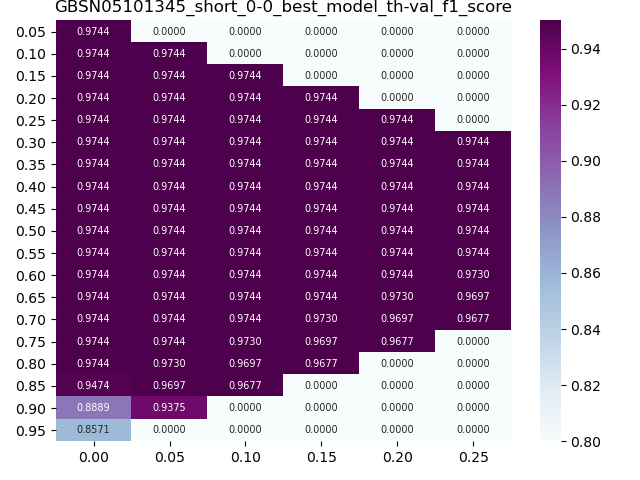 GBSN05101345_short_0-0_best_model_th-val_f1_score
0.05 0.9744 0.0000 0.0000 0.0000 0.0000 0.0000
0.10 0.9744 0.9744 0.0000 0.0000 0.0000 0.0000
0.15 0.9744 0.9744 0.9744 0.0000 0.0000 0.0000
0.20 0.9744 0.9744 0.9744 0.9744 0.0000 0.0000
0.25 0.9744 0.9744 0.9744 0.9744 0.9744 0.0000
0.30 0.9744 0.9744 0.9744 0.9744 0.9744 0.9744
0.35 0.9744 0.9744 0.9744 0.9744 0.9744 0.9744
0.40 0.9744 0.9744 0.9744 0.9744 0.9744 0.9744
0.45 0.9744 0.9744 0.9744 0.9744 0.9744 0.9744
0.50 0.9744 0.9744 0.9744 0.9744 0.9744 0.9744
0.55 0.9744 0.9744 0.9744 0.9744 0.9744 0.9744
0.60 0.9744 0.9744 0.9744 0.9744 0.9744 0.9730
0.65 0.9744 0.9744 0.9744 0.9744 0.9730 0.9697
0.70 0.9744 0.9744 0.9744 0.9730 0.9697 0.9677
0.75 0.9744 0.9744 0.9730 0.9697 0.9677 0.0000
0.80 0.9744 0.9730 0.9697 0.9677 0.0000 0.0000
0.85 0.9474 0.9697 0.9677 0.0000 0.0000 0.0000
0.90 0.8889 0.9375 0.0000 0.0000 0.0000 0.0000
0.95 0.8571 0.0000 0.0000 0.0000 0.0000 0.0000
0.00 0.05 0.10 0.15 0.20 0.25
0.94
0.92
0.90
0.88
0.86
0.84
0.82
0.80